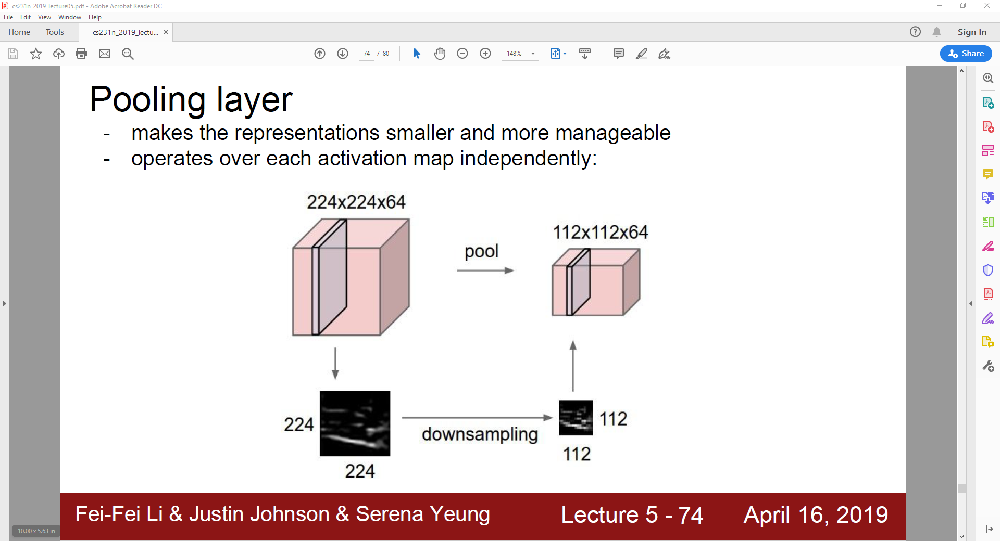 cs231n_2019_lecture05.pdf - Adobe Acrobat Reader DC
File Edit View Window Help
Home Tools cs231n_2019_lectu... Sign In
74 / 80 148% Share
Pooling layer
- makes the representations smaller and more manageable
- operates over each activation map independently:
224x224x64
112x112x64
pool
224
downsampling
112
112
224
Fei-Fei Li & Justin Johnson & Serena Yeung Lecture 5 - 74 April 16, 2019
10.00 x 5.63 in